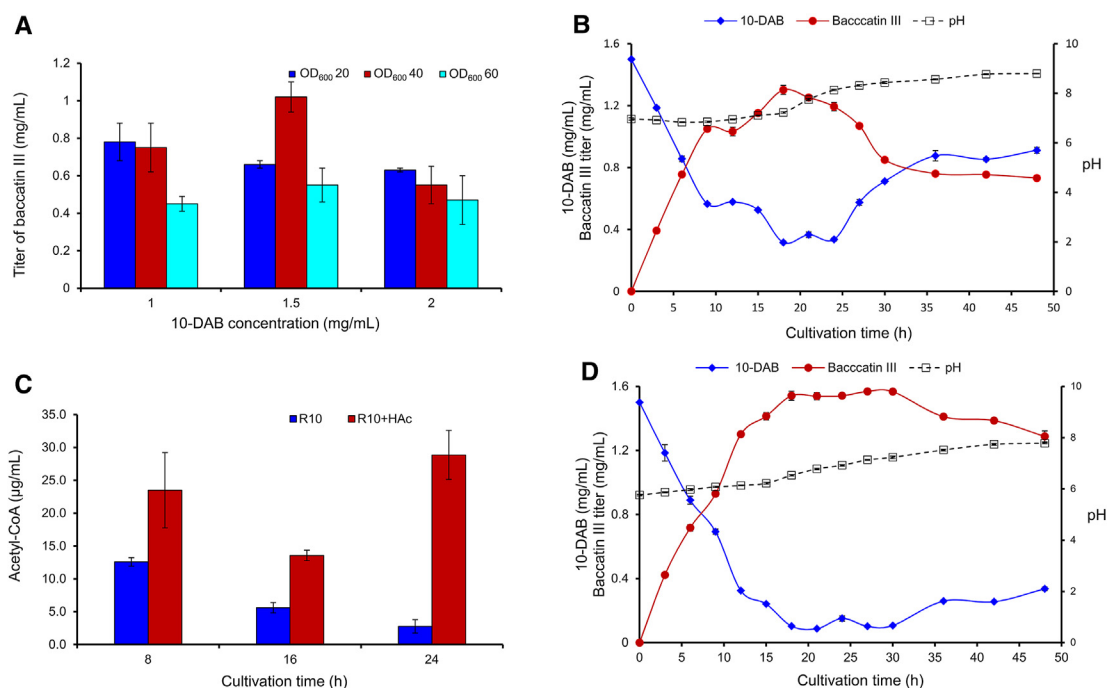 A
OD600 20 OD600 40 OD600 60
1.2
1
0.8
0.6
0.4
0.2
0
Titer of baccatin III (mg/mL)
1 1.5 2
10-DAB concentration (mg/mL)
B
10-DAB Bacccatin III pH
1.6
1.2
0.8
0.4
0
10-DAB (mg/mL)
Baccatin III titer (mg/mL)
10
8
6
4
2
0
pH
0 5 10 15 20 25 30 35 40 45 50
Cultivation time (h)
C
R10 R10+HAc
35.0
30.0
25.0
20.0
15.0
10.0
5.0
0.0
Acetyl-CoA (μg/mL)
8 16 24
Cultivation time (h)
D
10-DAB Bacccatin III pH
1.6
1.2
0.8
0.4
0
10-DAB (mg/mL)
Baccatin III titer (mg/mL)
10
8
6
4
2
0
pH
0 5 10 15 20 25 30 35 40 45 50
Cultivation time (h)